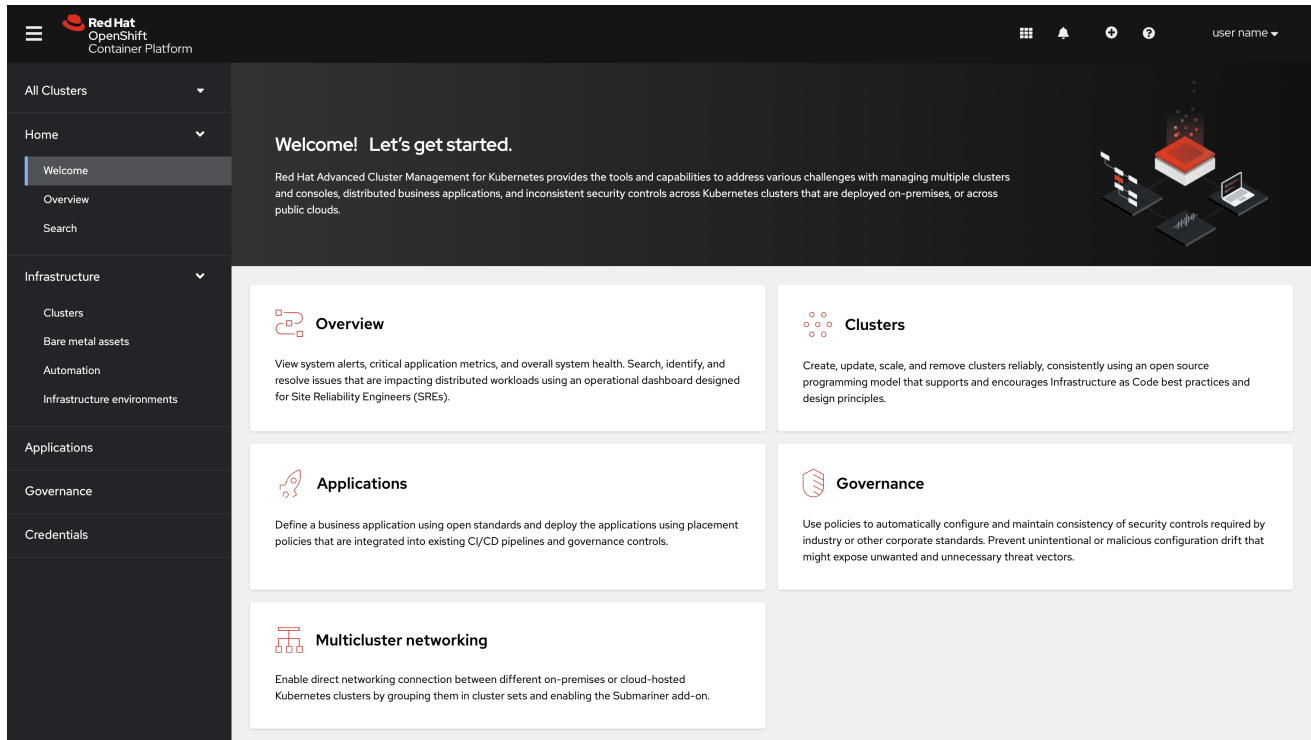 Red Hat
OpenShift
Container Platform
user name
All Clusters
Home
Welcome
Overview
Search
Infrastructure
Clusters
Bare metal assets
Automation
Infrastructure environments
Applications
Governance
Credentials
Welcome! Let's get started.
Red Hat Advanced Cluster Management for Kubernetes provides the tools and capabilities to address various challenges with managing multiple clusters
and consoles, distributed business applications, and inconsistent security controls across Kubernetes clusters that are deployed on-premises, or across
public clouds.
Overview
View system alerts, critical application metrics, and overall system health. Search, identify, and
resolve issues that are impacting distributed workloads using an operational dashboard designed
for Site Reliability Engineers (SREs).
Clusters
Create, update, scale, and remove clusters reliably, consistently using an open source
programming model that supports and encourages Infrastructure as Code best practices and
design principles.
Applications
Define a business application using open standards and deploy the applications using placement
policies that are integrated into existing CI/CD pipelines and governance controls.
Governance
Use policies to automatically configure and maintain consistency of security controls required by
industry or other corporate standards. Prevent unintentional or malicious configuration drift that
might expose unwanted and unnecessary threat vectors.
Multicluster networking
Enable direct networking connection between different on-premises or cloud-hosted
Kubernetes clusters by grouping them in cluster sets and enabling the Submariner add-on.